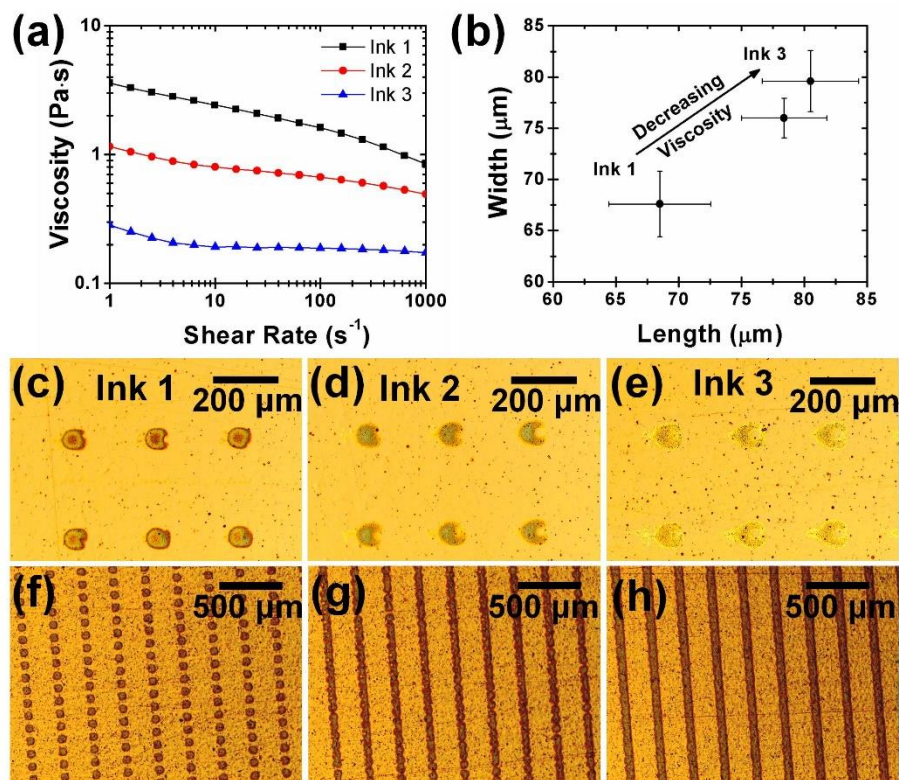 (a)
Viscosity (Pa·s)
10
1
0.1
Ink 1
Ink 2
Ink 3
1 10 100 1000
Shear Rate (s⁻¹)
(b)
Width (μm)
85
80
75
70
65
60
Ink 3
Decreasing
Viscosity
Ink 1
60 65 70 75 80 85
Length (μm)
(c) Ink 1
200 μm
(d) Ink 2
200 μm
(e) Ink 3
200 μm
(f)
500 μm
(g)
500 μm
(h)
500 μm